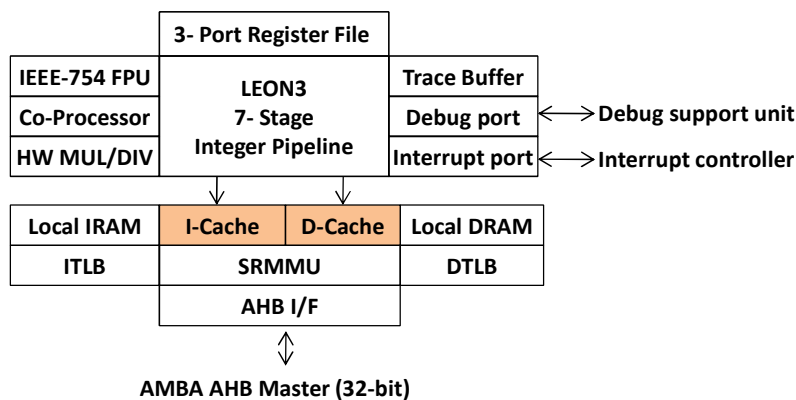 3- Port Register File
IEEE-754 FPU
Co-Processor
HW MUL/DIV
LEON3
7- Stage
Integer Pipeline
Trace Buffer
Debug port
Interrupt port
Debug support unit
Interrupt controller
Local IRAM
I-Cache
D-Cache
Local DRAM
ITLB
SRMMU
DTLB
AHB I/F
AMBA AHB Master (32-bit)